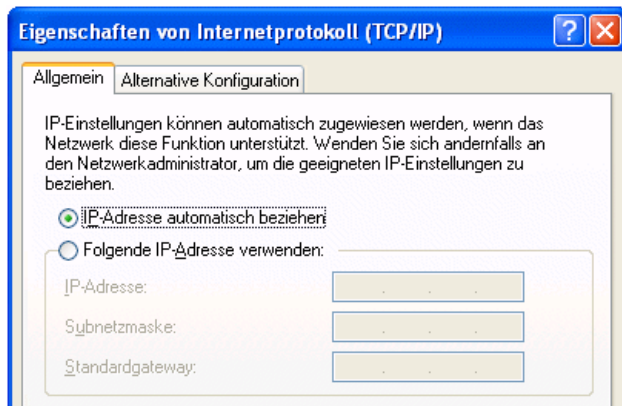 Eigenschaften von Internetprotokoll (TCP/IP)
Allgemein
Alternative Konfiguration
IP-Einstellungen können automatisch zugewiesen werden, wenn das
Netzwerk diese Funktion unterstützt. Wenden Sie sich andernfalls an
den Netzwerkadministrator, um die geeigneten IP-Einstellungen zu
beziehen.
IP-Adresse automatisch beziehen
Folgende IP-Adresse verwenden:
IP-Adresse:
Subnetzmaske:
Standardgateway: